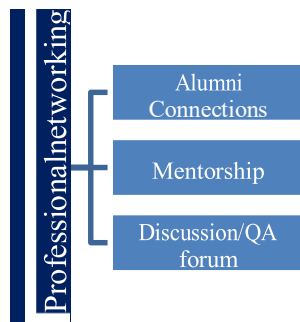 Professionalnetworking
Alumni
Connections
Mentorship
Discussion/QA
forum